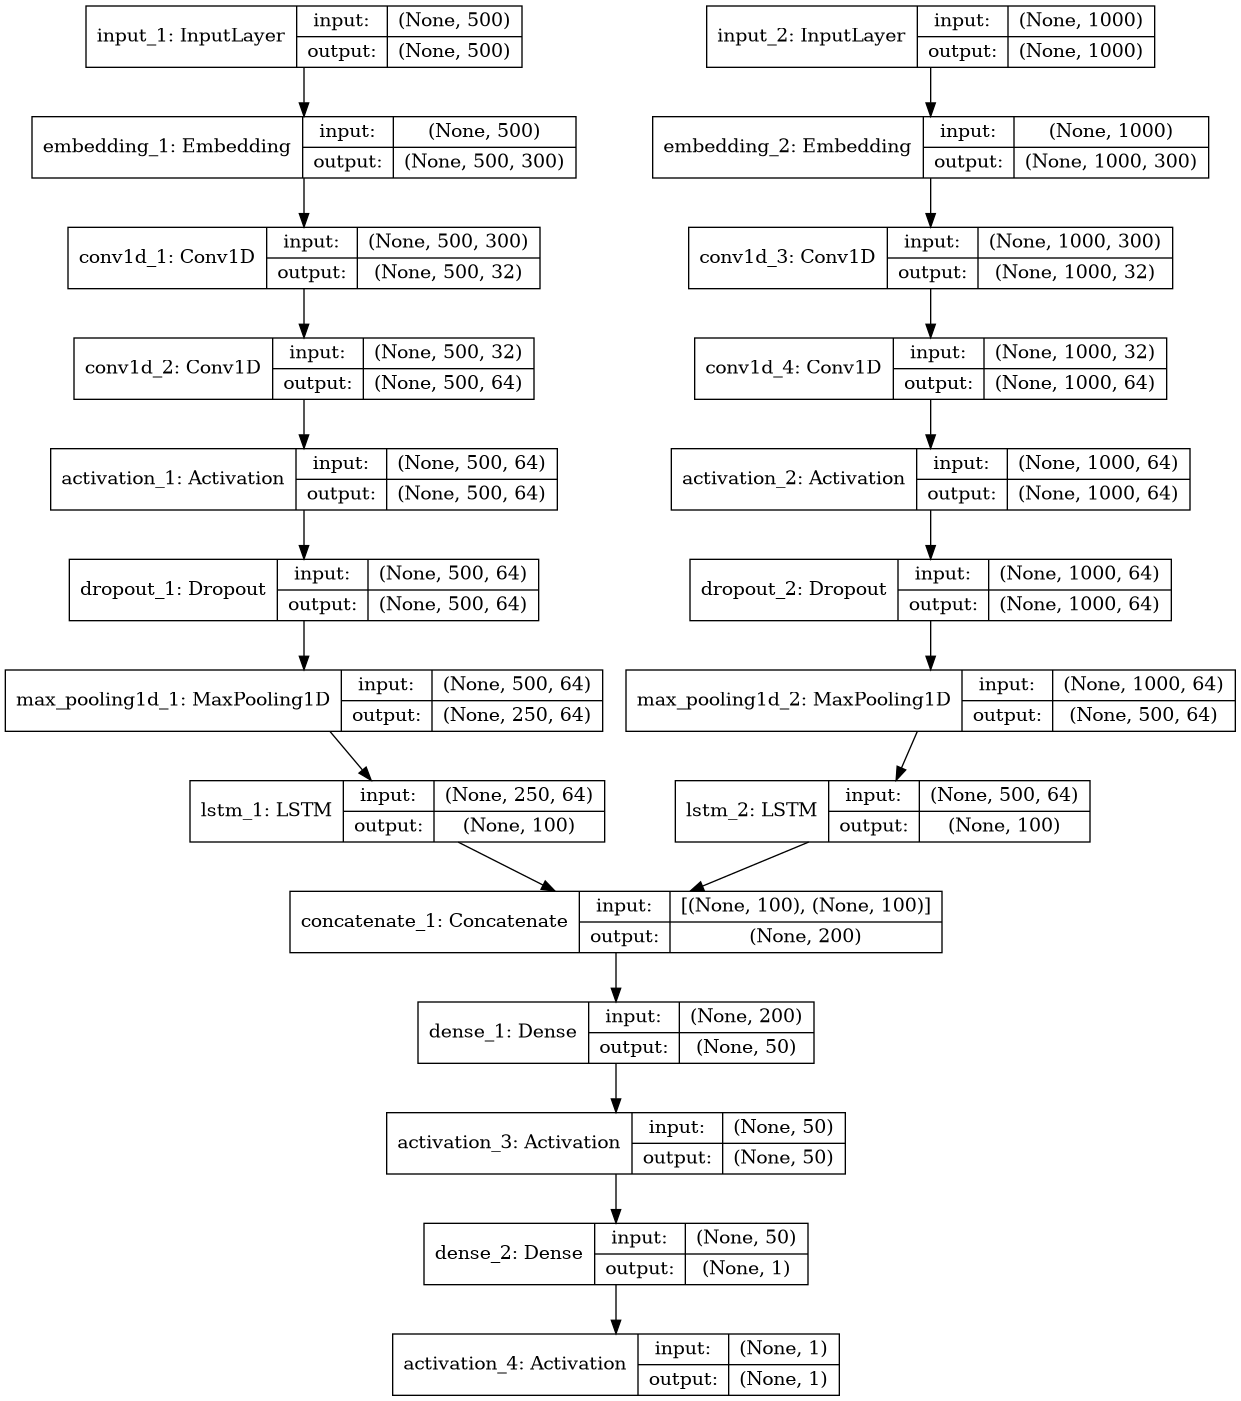 input_1: InputLayer
input: (None, 500)
output: (None, 500)
input_2: InputLayer
input: (None, 1000)
output: (None, 1000)
embedding_1: Embedding
input: (None, 500)
output: (None, 500, 300)
embedding_2: Embedding
input: (None, 1000)
output: (None, 1000, 300)
conv1d_1: Conv1D
input: (None, 500, 300)
output: (None, 500, 32)
conv1d_3: Conv1D
input: (None, 1000, 300)
output: (None, 1000, 32)
conv1d_2: Conv1D
input: (None, 500, 32)
output: (None, 500, 64)
conv1d_4: Conv1D
input: (None, 1000, 32)
output: (None, 1000, 64)
activation_1: Activation
input: (None, 500, 64)
output: (None, 500, 64)
activation_2: Activation
input: (None, 1000, 64)
output: (None, 1000, 64)
dropout_1: Dropout
input: (None, 500, 64)
output: (None, 500, 64)
dropout_2: Dropout
input: (None, 1000, 64)
output: (None, 1000, 64)
max_pooling1d_1: MaxPooling1D
input: (None, 500, 64)
output: (None, 250, 64)
max_pooling1d_2: MaxPooling1D
input: (None, 1000, 64)
output: (None, 500, 64)
lstm_1: LSTM
input: (None, 250, 64)
output: (None, 100)
lstm_2: LSTM
input: (None, 500, 64)
output: (None, 100)
concatenate_1: Concatenate
input: [(None, 100), (None, 100)]
output: (None, 200)
dense_1: Dense
input: (None, 200)
output: (None, 50)
activation_3: Activation
input: (None, 50)
output: (None, 50)
dense_2: Dense
input: (None, 50)
output: (None, 1)
activation_4: Activation
input: (None, 1)
output: (None, 1)